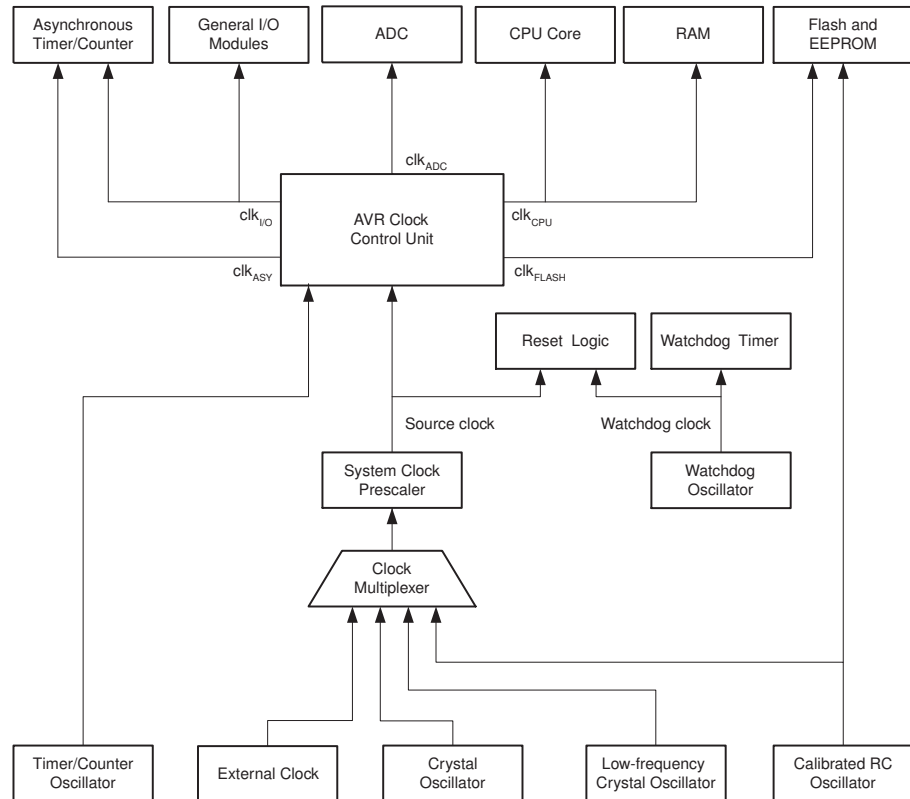 Asynchronous
Timer/Counter
General I/O
Modules
ADC
CPU Core
RAM
Flash and
EEPROM
clkADC
AVR Clock
Control Unit
clkI/O
clkCPU
clkASY
clkFLASH
Reset Logic
Watchdog Timer
Source clock
Watchdog clock
System Clock
Prescaler
Watchdog
Oscillator
Clock
Multiplexer
Timer/Counter
Oscillator
External Clock
Crystal
Oscillator
Low-frequency
Crystal Oscillator
Calibrated RC
Oscillator